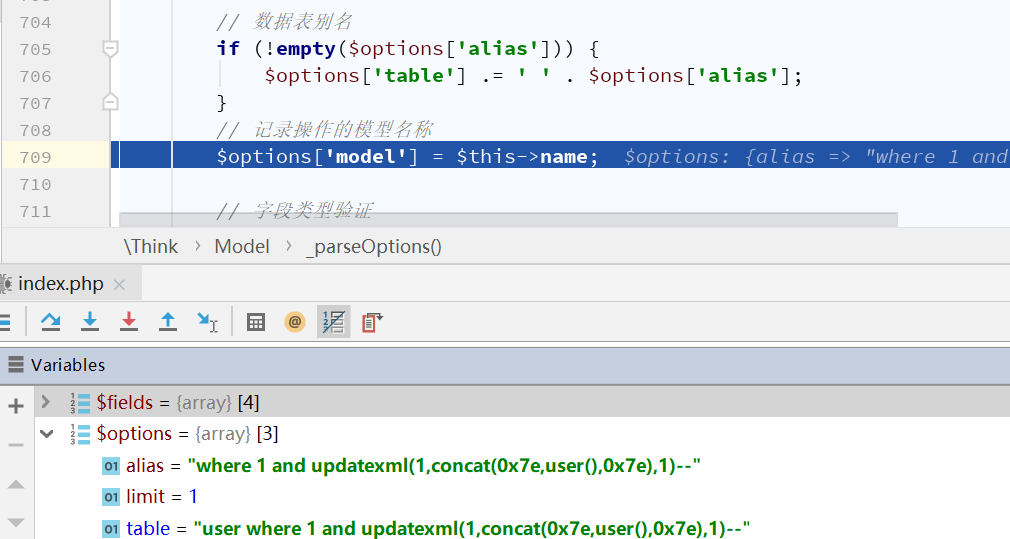 704 // 数据表别名
705 if (!empty($options['alias'])) {
706 $options['table'] .= ' ' . $options['alias'];
707 }
708 // 记录操作的模型名称
709 $options['model'] = $this->name; $options: {alias => "where 1 and
710
711 // 字段类型验证
\Think › Model › _parseOptions()
index.php ×
Variables
$fields = {array} [4]
$options = {array} [3]
alias = "where 1 and updatexml(1,concat(0x7e,user(),0x7e),1)--"
limit = 1
table = "user where 1 and updatexml(1,concat(0x7e,user(),0x7e),1)--"